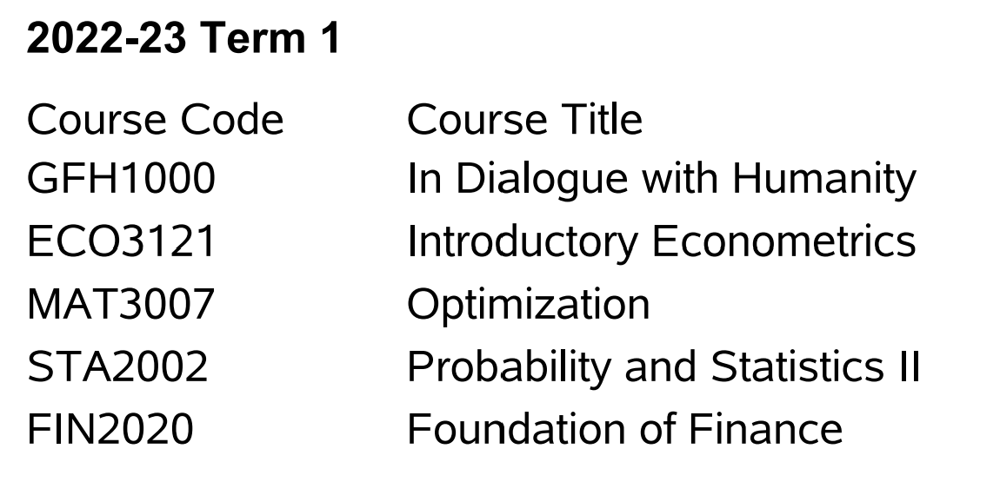 2022-23 Term 1
Course Code Course Title
GFH1000 In Dialogue with Humanity
ECO3121 Introductory Econometrics
MAT3007 Optimization
STA2002 Probability and Statistics II
FIN2020 Foundation of Finance